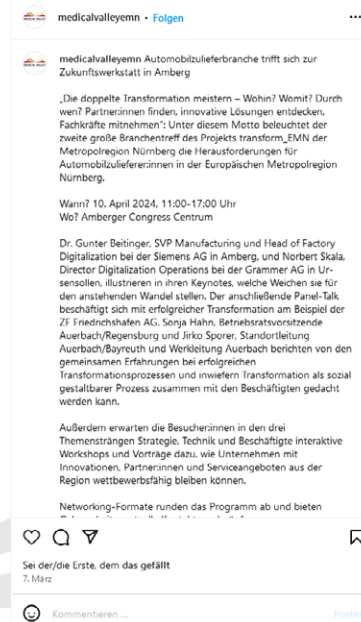 medicalvalleyemn • Folgen
medicalvalleyemn Automobilzulieferbranche trifft sich zur
Zukunftswerkstatt in Amberg
„Die doppelte Transformation meistern – Wohin? Womit? Durch
wen? Partner:innen finden, innovative Lösungen entdecken,
Fachkräfte mitnehmen": Unter diesem Motto beleuchtet der
zweite große Branchentreff des Projekts transform_EMN der
Metropolregion Nürnberg die Herausforderungen für
Automobilzulieferer:innen in der Europäischen Metropolregion
Nürnberg.
Wann? 10. April 2024, 11:00-17:00 Uhr
Wo? Amberger Congress Centrum
Dr. Gunter Beitinger, SVP Manufacturing und Head of Factory
Digitalization bei der Siemens AG in Amberg, und Norbert Skala,
Director Digitalization Operations bei der Grammer AG in Ur-
sensollen, illustrieren in ihren Keynotes, welche Weichen sie für
den anstehenden Wandel stellen. Der anschließende Panel-Talk
beschäftigt sich mit erfolgreicher Transformation am Beispiel der
ZF Friedrichshafen AG. Sonja Hahn, Betriebsratsvorsitzende
Auerbach/Regensburg und Jirko Sporer, Standortleitung
Auerbach/Bayreuth und Werkleitung Auerbach berichten von den
gemeinsamen Erfahrungen bei erfolgreichen
Transformationsprozessen und inwiefern Transformation als sozial
gestaltbarer Prozess zusammen mit den Beschäftigten gedacht
werden kann.
Außerdem erwarten die Besucher:innen in den drei
Themensträngen Strategie, Technik und Beschäftigte interaktive
Workshops und Vorträge dazu, wie Unternehmen mit
Innovationen, Partner:innen und Serviceangeboten aus der
Region wettbewerbsfähig bleiben können.
Networking-Formate runden das Programm ab und bieten
Sei der/die Erste, dem das gefällt
7. März
Kommentieren ...